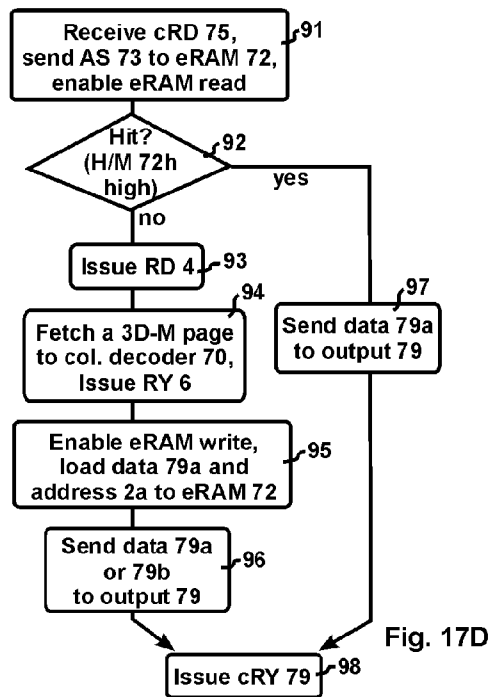 Receive cRD 75,
send AS 73 to eRAM 72,
enable eRAM read
91
Hit?
(H/M 72h
high)
92
yes
no
Issue RD 4
93
94
Fetch a 3D-M page
to col. decoder 70,
Issue RY 6
97
Send data 79a
to output 79
Enable eRAM write,
load data 79a and
address 2a to eRAM 72
95
Send data 79a
or 79b
to output 79
96
Fig. 17D
Issue cRY 79
98